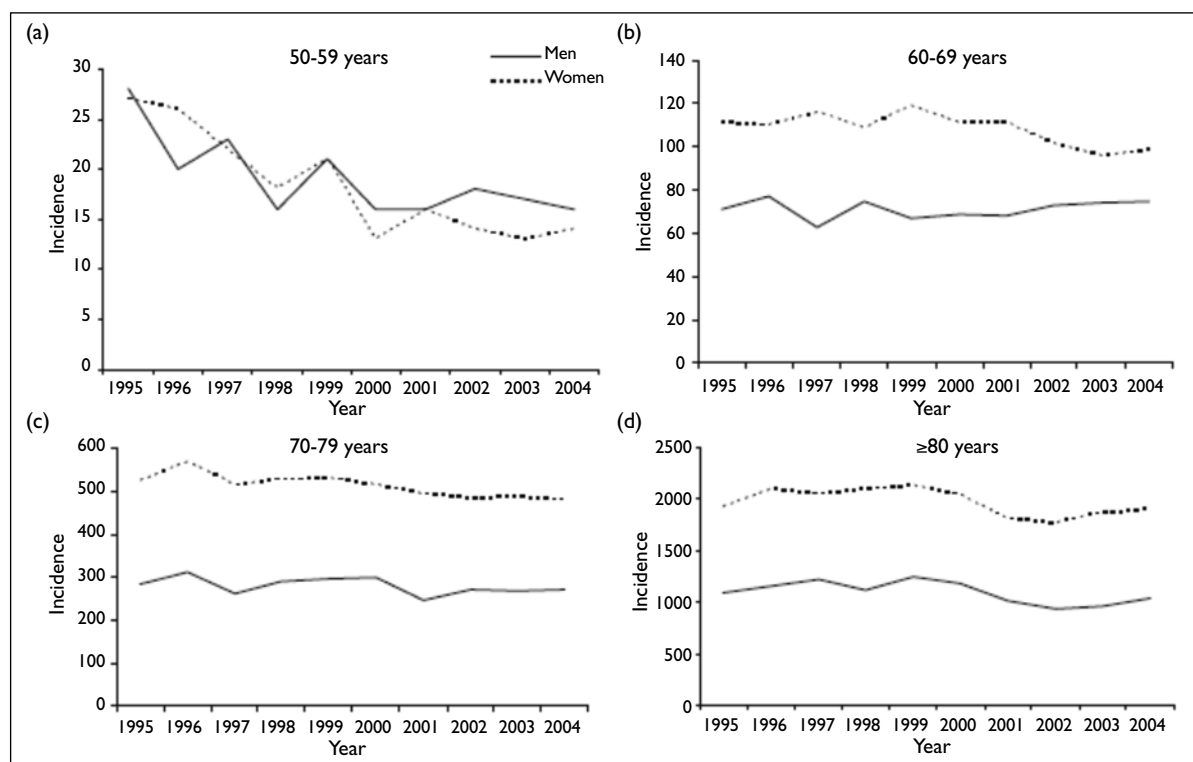 (a)
50-59 years
Men
Women
30
25
20
15
10
5
0
Incidence
1995 1996 1997 1998 1999 2000 2001 2002 2003 2004
Year
(b)
60-69 years
140
120
100
80
60
40
20
0
Incidence
1995 1996 1997 1998 1999 2000 2001 2002 2003 2004
Year
(c)
70-79 years
600
500
400
300
200
100
0
Incidence
1995 1996 1997 1998 1999 2000 2001 2002 2003 2004
Year
(d)
≥80 years
2500
2000
1500
1000
500
0
Incidence
1995 1996 1997 1998 1999 2000 2001 2002 2003 2004
Year